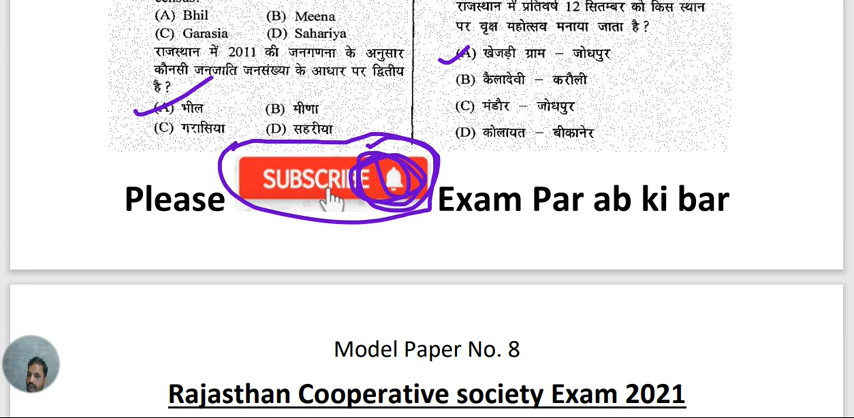 census.
(A) Bhil (B) Meena
(C) Garasia (D) Sahariya
राजस्थान में 2011 की जनगणना के अनुसार
कौनसी जनजाति जनसंख्या के आधार पर द्वितीय
है ?
(A) भील (B) मीणा
(C) गरासिया (D) सहरीया
राजस्थान में प्रतिवर्ष 12 सितम्बर को किस स्थान
पर वृक्ष महोत्सव मनाया जाता है ?
(A) खेजड़ी ग्राम – जोधपुर
(B) कैलादेवी – करौली
(C) मंडौर – जोधपुर
(D) कोलायत – बीकानेर
Please SUBSCRIBE Exam Par ab ki bar
Model Paper No. 8
Rajasthan Cooperative society Exam 2021